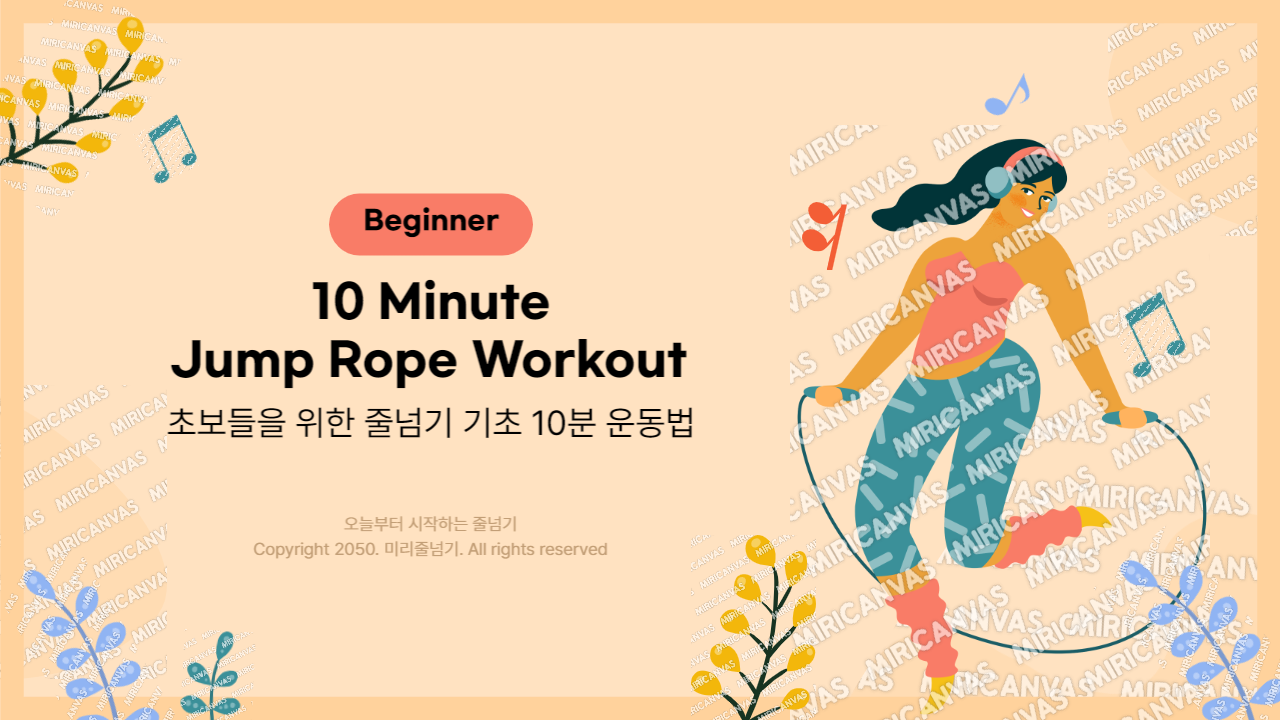 Beginner
10 Minute
Jump Rope Workout
초보들을 위한 줄넘기 기초 10분 운동법
오늘부터 시작하는 줄넘기
Copyright 2050. 미리줄넘기. All rights reserved
MIRICANVAS